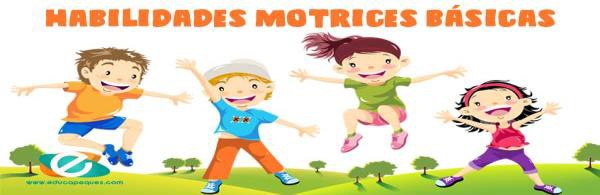 HABILIDADES MOTRICES BÁSICAS
www.educapeques.com